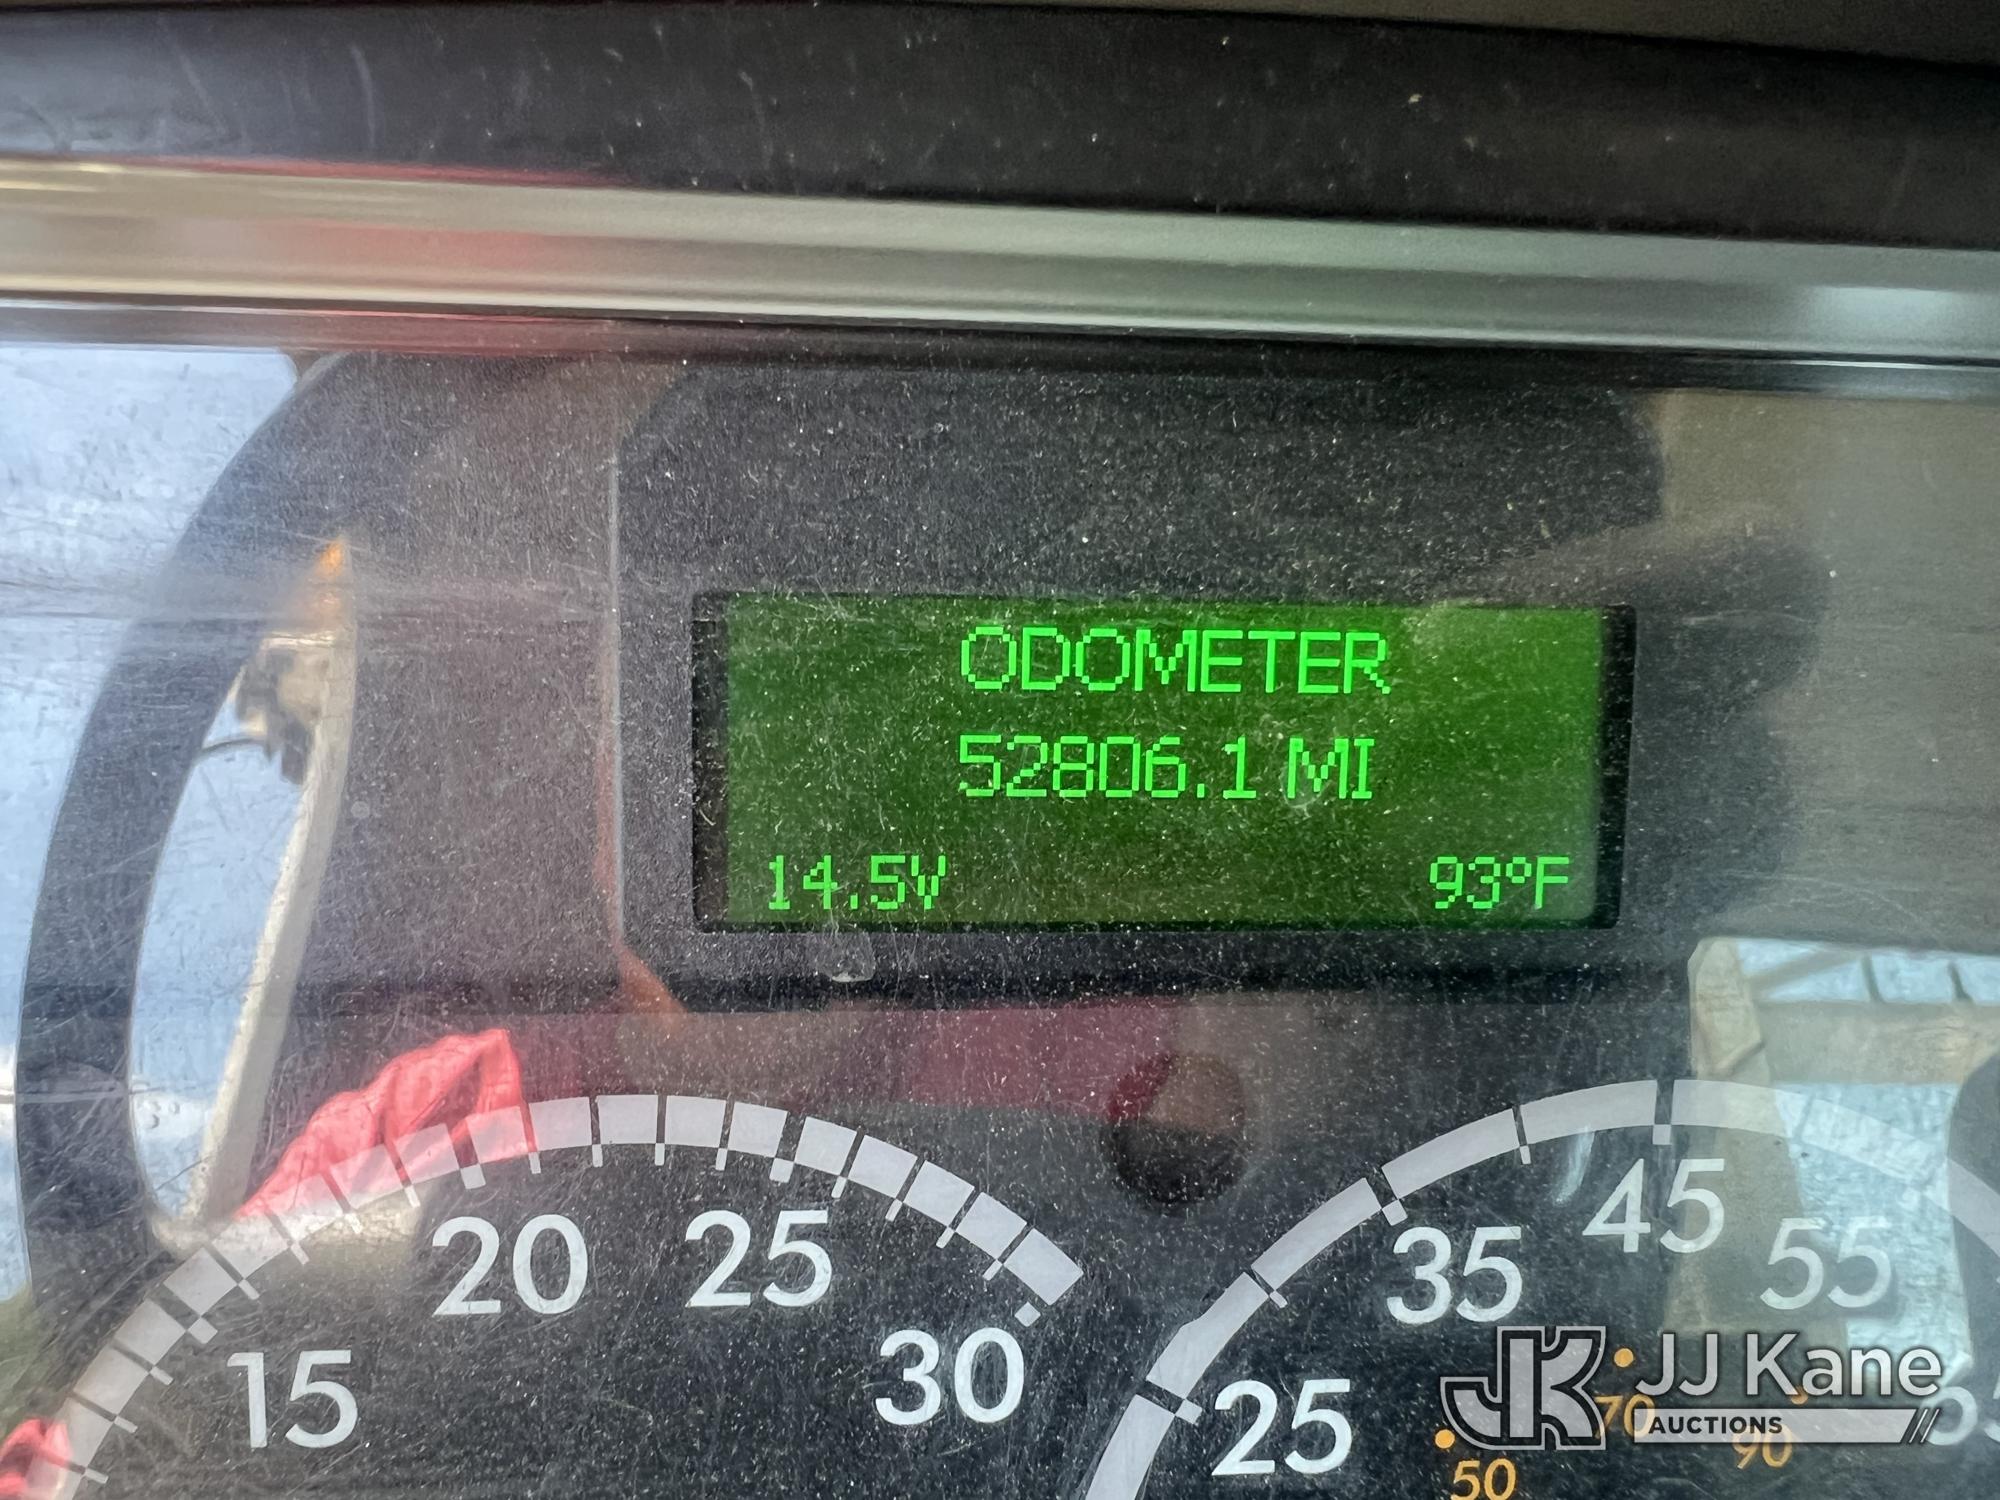 ODOMETER
52806.1 MI
14.5V 93°F
15 20 25 30
25 35 45 55
50 70 90
JK JJ Kane
AUCTIONS